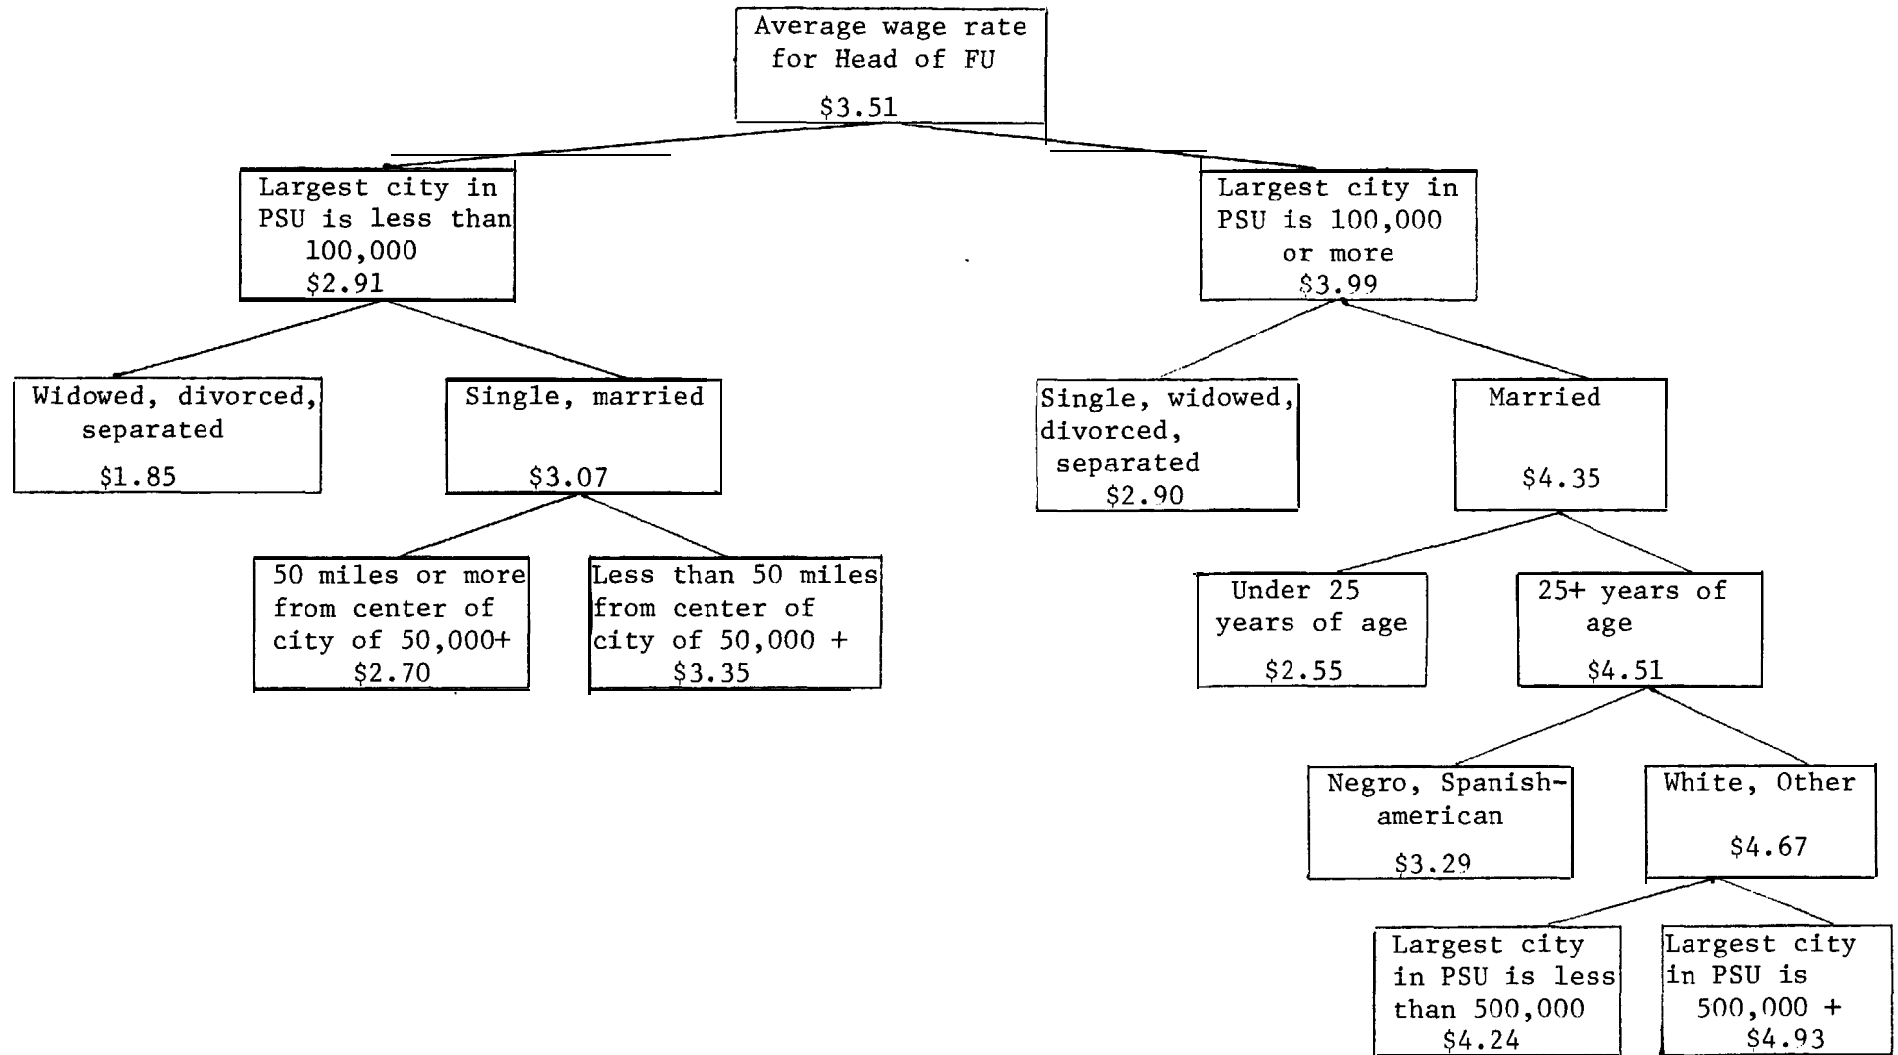 Average wage rate
for Head of FU
$3.51
Largest city in
PSU is less than
100,000
$2.91
Largest city in
PSU is 100,000
or more
$3.99
Widowed, divorced,
separated
$1.85
Single, married
$3.07
Single, widowed,
divorced,
separated
$2.90
Married
$4.35
50 miles or more
from center of
city of 50,000+
$2.70
Less than 50 miles
from center of
city of 50,000 +
$3.35
Under 25
years of age
$2.55
25+ years of
age
$4.51
Negro, Spanish-
american
$3.29
White, Other
$4.67
Largest city
in PSU is less
than 500,000
$4.24
Largest city
in PSU is
500,000 +
$4.93